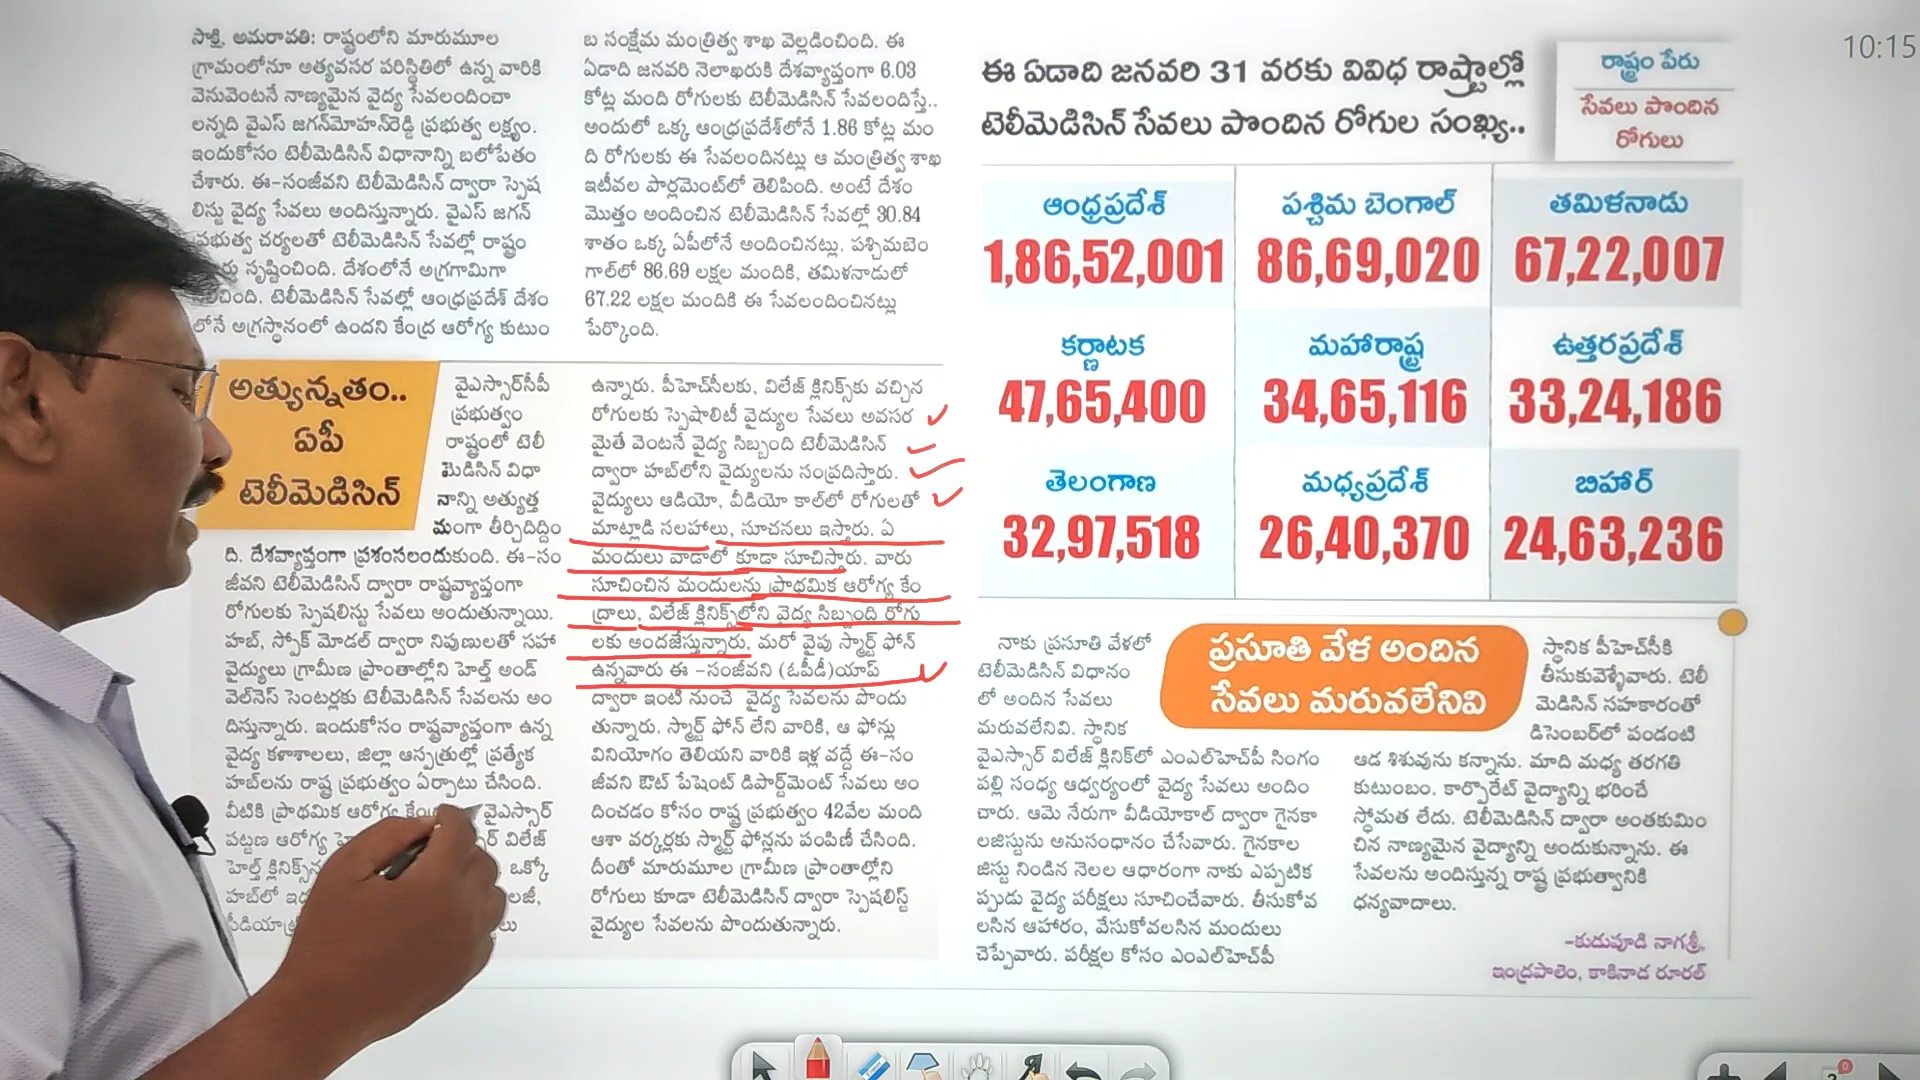 సాక్షి, అమరావతి: రాష్ట్రంలోని మారుమూల
గ్రామంలోనూ అత్యవసర పరిస్థితిలో ఉన్న వారికి
వెనువెంటనే నాణ్యమైన వైద్య సేవలందించా
లన్నది వైఎస్ జగన్‌మోహన్‌రెడ్డి ప్రభుత్వ లక్ష్యం.
ఇందుకోసం టెలీమెడిసిన్ విధానాన్ని బలోపేతం
చేశారు. ఈ-సంజీవని టెలీమెడిసిన్ ద్వారా స్పెష
లిస్టు వైద్య సేవలు అందిస్తున్నారు. వైఎస్ జగన్
ప్రభుత్వ చర్యలతో టెలీమెడిసిన్ సేవల్లో రాష్ట్రం
సృష్టించింది. దేశంలోనే అగ్రగామిగా
టెలీమెడిసిన్ సేవల్లో ఆంధ్రప్రదేశ్ దేశం
లోనే అగ్రస్థానంలో ఉందని కేంద్ర ఆరోగ్య కుటుం
బ సంక్షేమ మంత్రిత్వ శాఖ వెల్లడించింది. ఈ
ఏడాది జనవరి నెలాఖరుకి దేశవ్యాప్తంగా 6.03
కోట్ల మంది రోగులకు టెలీమెడిసిన్ సేవలందిస్తే..
అందులో ఒక్క ఆంధ్రప్రదేశ్‌లోనే 1.86 కోట్ల మం
ది రోగులకు ఈ సేవలందినట్లు ఆ మంత్రిత్వ శాఖ
ఇటీవల పార్లమెంట్‌లో తెలిపింది. అంటే దేశం
మొత్తం అందించిన టెలీమెడిసిన్ సేవల్లో 30.84
శాతం ఒక్క ఏపీలోనే అందించినట్లు. పశ్చిమబెం
గాల్‌లో 86.69 లక్షల మందికి, తమిళనాడులో
67.22 లక్షల మందికి ఈ సేవలందించినట్లు
పేర్కొంది.
అత్యున్నతం..
ఏపీ
టెలీమెడిసిన్
వైఎస్సార్‌సీపీ
ప్రభుత్వం
రాష్ట్రంలో టెలీ
మెడిసిన్ విధా
నాన్ని అత్యుత్త
మంగా తీర్చిదిద్దిం
ది. దేశవ్యాప్తంగా ప్రశంసలందుకుంది. ఈ-సం
జీవని టెలీమెడిసిన్ ద్వారా రాష్ట్రవ్యాప్తంగా
రోగులకు స్పెషలిస్టు సేవలు అందుతున్నాయి.
హబ్, స్పోక్ మోడల్ ద్వారా నిపుణులతో సహా
వైద్యులు గ్రామీణ ప్రాంతాల్లోని హెల్త్ అండ్
వెల్‌నెస్ సెంటర్లకు టెలీమెడిసిన్ సేవలను అం
దిస్తున్నారు. ఇందుకోసం రాష్ట్రవ్యాప్తంగా ఉన్న
వైద్య కళాశాలలు, జిల్లా ఆస్పత్రుల్లో ప్రత్యేక
హబ్‌లను రాష్ట్ర ప్రభుత్వం ఏర్పాటు చేసింది.
వీటికి ప్రాథమిక ఆరోగ్య వైఎస్సార్
పట్టణ ఆరోగ్య విలేజ్
హెల్త్ క్లినిక్స్‌ ఒక్కో
హబ్‌లో
ఉన్నారు. పీహెచ్‌సీలకు, విలేజ్ క్లినిక్స్‌కు వచ్చిన
రోగులకు స్పెషాలిటీ వైద్యుల సేవలు అవసర
మైతే వెంటనే వైద్య సిబ్బంది టెలీమెడిసిన్
ద్వారా హబ్‌లోని వైద్యులను సంప్రదిస్తారు.
వైద్యులు ఆడియో, వీడియో కాల్‌లో రోగులతో
మాట్లాడి సలహాలు, సూచనలు ఇస్తారు. ఏ
మందులు వాడాలో కూడా సూచిస్తారు. వారు
సూచించిన మందులను ప్రాథమిక ఆరోగ్య కేం
ద్రాలు, విలేజ్ క్లినిక్స్‌లోని వైద్య సిబ్బంది రోగు
లకు అందజేస్తున్నారు. మరో వైపు స్మార్ట్ ఫోన్
ఉన్నవారు ఈ -సంజీవని (ఓపీడీ)యాప్
ద్వారా ఇంటి నుంచే వైద్య సేవలను పొందు
తున్నారు. స్మార్ట్ ఫోన్ లేని వారికి, ఆ ఫోన్లు
వినియోగం తెలియని వారికి ఇళ్ల వద్దే ఈ-సం
జీవని ఔట్ పేషెంట్ డిపార్ట్‌మెంట్ సేవలు అం
దించడం కోసం రాష్ట్ర ప్రభుత్వం 42వేల మంది
ఆశా వర్కర్లకు స్మార్ట్ ఫోన్లను పంపిణీ చేసింది.
దీంతో మారుమూల గ్రామీణ ప్రాంతాల్లోని
రోగులు కూడా టెలీమెడిసిన్ ద్వారా స్పెషలిస్ట్
వైద్యుల సేవలను పొందుతున్నారు.
10:15
ఈ ఏడాది జనవరి 31 వరకు వివిధ రాష్ట్రాల్లో
టెలీమెడిసిన్ సేవలు పొందిన రోగుల సంఖ్య..
రాష్ట్రం పేరు
సేవలు పొందిన
రోగులు
ఆంధ్రప్రదేశ్ పశ్చిమ బెంగాల్ తమిళనాడు
1,86,52,001 86,69,020 67,22,007
కర్ణాటక మహారాష్ట్ర ఉత్తరప్రదేశ్
47,65,400 34,65,116 33,24,186
తెలంగాణ మధ్యప్రదేశ్ బిహార్
32,97,518 26,40,370 24,63,236
ప్రసూతి వేళ అందిన
సేవలు మరువలేనివి
నాకు ప్రసూతి వేళలో
టెలీమెడిసిన్ విధానం
లో అందిన సేవలు
మరువలేనివి. స్థానిక
వైఎస్సార్ విలేజ్ క్లినిక్‌లో ఎంఎల్‌హెచ్‌పీ సింగం
పల్లి సంధ్య ఆధ్వర్యంలో వైద్య సేవలు అందిం
చారు. ఆమె నేరుగా వీడియోకాల్ ద్వారా గైనకా
లజిస్టును అనుసంధానం చేసేవారు. గైనకాల
జిస్టు నిండిన నెలల ఆధారంగా నాకు ఎప్పటిక
ప్పుడు వైద్య పరీక్షలు సూచించేవారు. తీసుకోవ
లసిన ఆహారం, వేసుకోవలసిన మందులు
చెప్పేవారు. పరీక్షల కోసం ఎంఎల్‌హెచ్‌పీ
స్థానిక పీహెచ్‌సీకి
తీసుకువెళ్ళేవారు. టెలీ
మెడిసిన్ సహకారంతో
డిసెంబర్‌లో పండంటి
ఆడ శిశువును కన్నాను. మాది మధ్య తరగతి
కుటుంబం. కార్పొరేట్ వైద్యాన్ని భరించే
స్థోమత లేదు. టెలీమెడిసిన్ ద్వారా అంతకుమిం
చిన నాణ్యమైన వైద్యాన్ని అందుకున్నాను. ఈ
సేవలను అందిస్తున్న రాష్ట్ర ప్రభుత్వానికి
ధన్యవాదాలు.
-కుడుపూడి నాగశ్రీ,
ఇంద్రపాలెం, కాకినాడ రూరల్